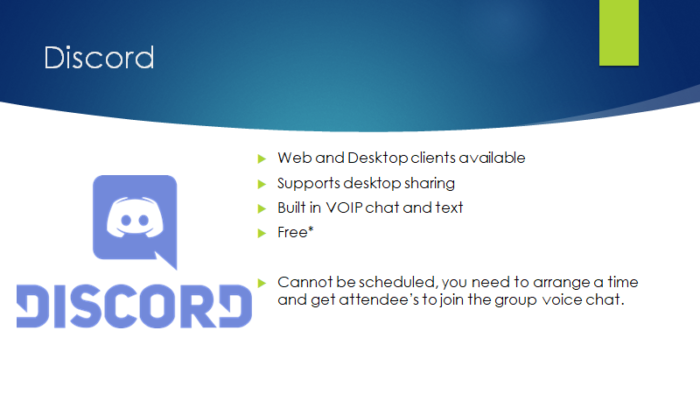 Discord
Web and Desktop clients available
Supports desktop sharing
Built in VOIP chat and text
Free*
DISCORD
Cannot be scheduled, you need to arrange a time
and get attendee's to join the group voice chat.